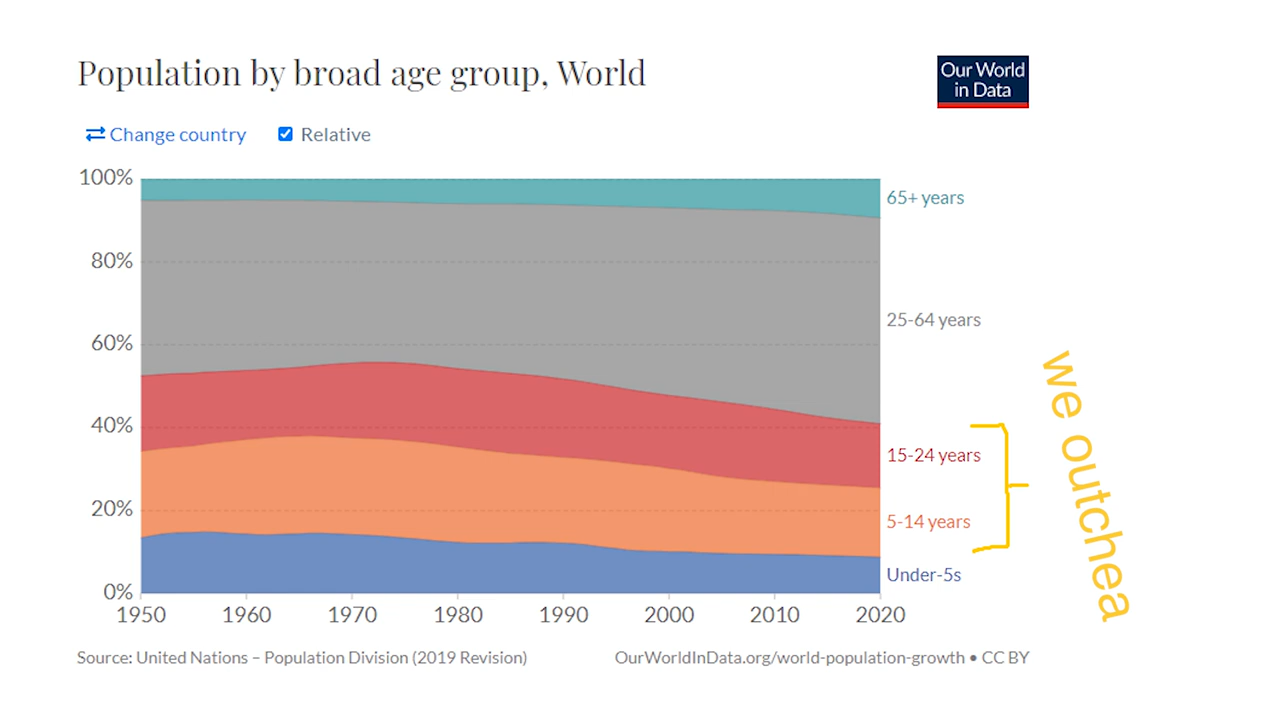 Population by broad age group, World
Our World
in Data
Change country
Relative
100%
80%
60%
40%
20%
0%
65+ years
25-64 years
15-24 years
5-14 years
Under-5s
we outchea
1950 1960 1970 1980 1990 2000 2010 2020
Source: United Nations – Population Division (2019 Revision)
OurWorldInData.org/world-population-growth • CC BY